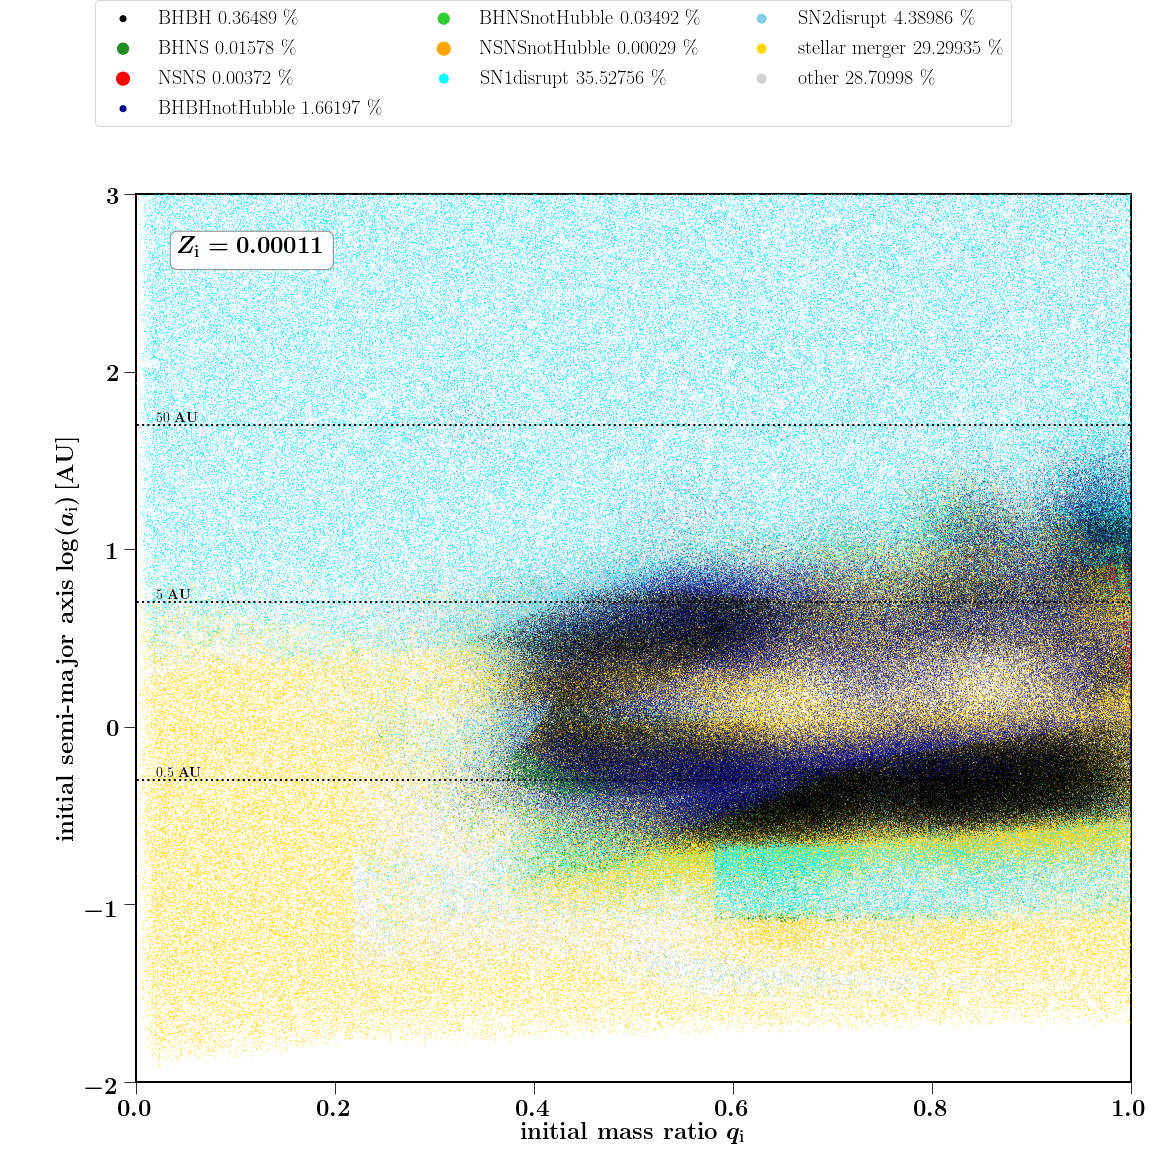 BHBH 0.36489 %
BHNS 0.01578 %
NSNS 0.00372 %
BHBHnotHubble 1.66197 %
BHNSnotHubble 0.03492 %
NSNSnotHubble 0.00029 %
SN1disrupt 35.52756 %
SN2disrupt 4.38986 %
stellar merger 29.29935 %
other 28.70998 %
3
Zi = 0.00011
2
50 AU
1
5 AU
0
0.5 AU
−1
−2
initial semi-major axis log(ai) [AU]
0.0 0.2 0.4 0.6 0.8 1.0
initial mass ratio qi